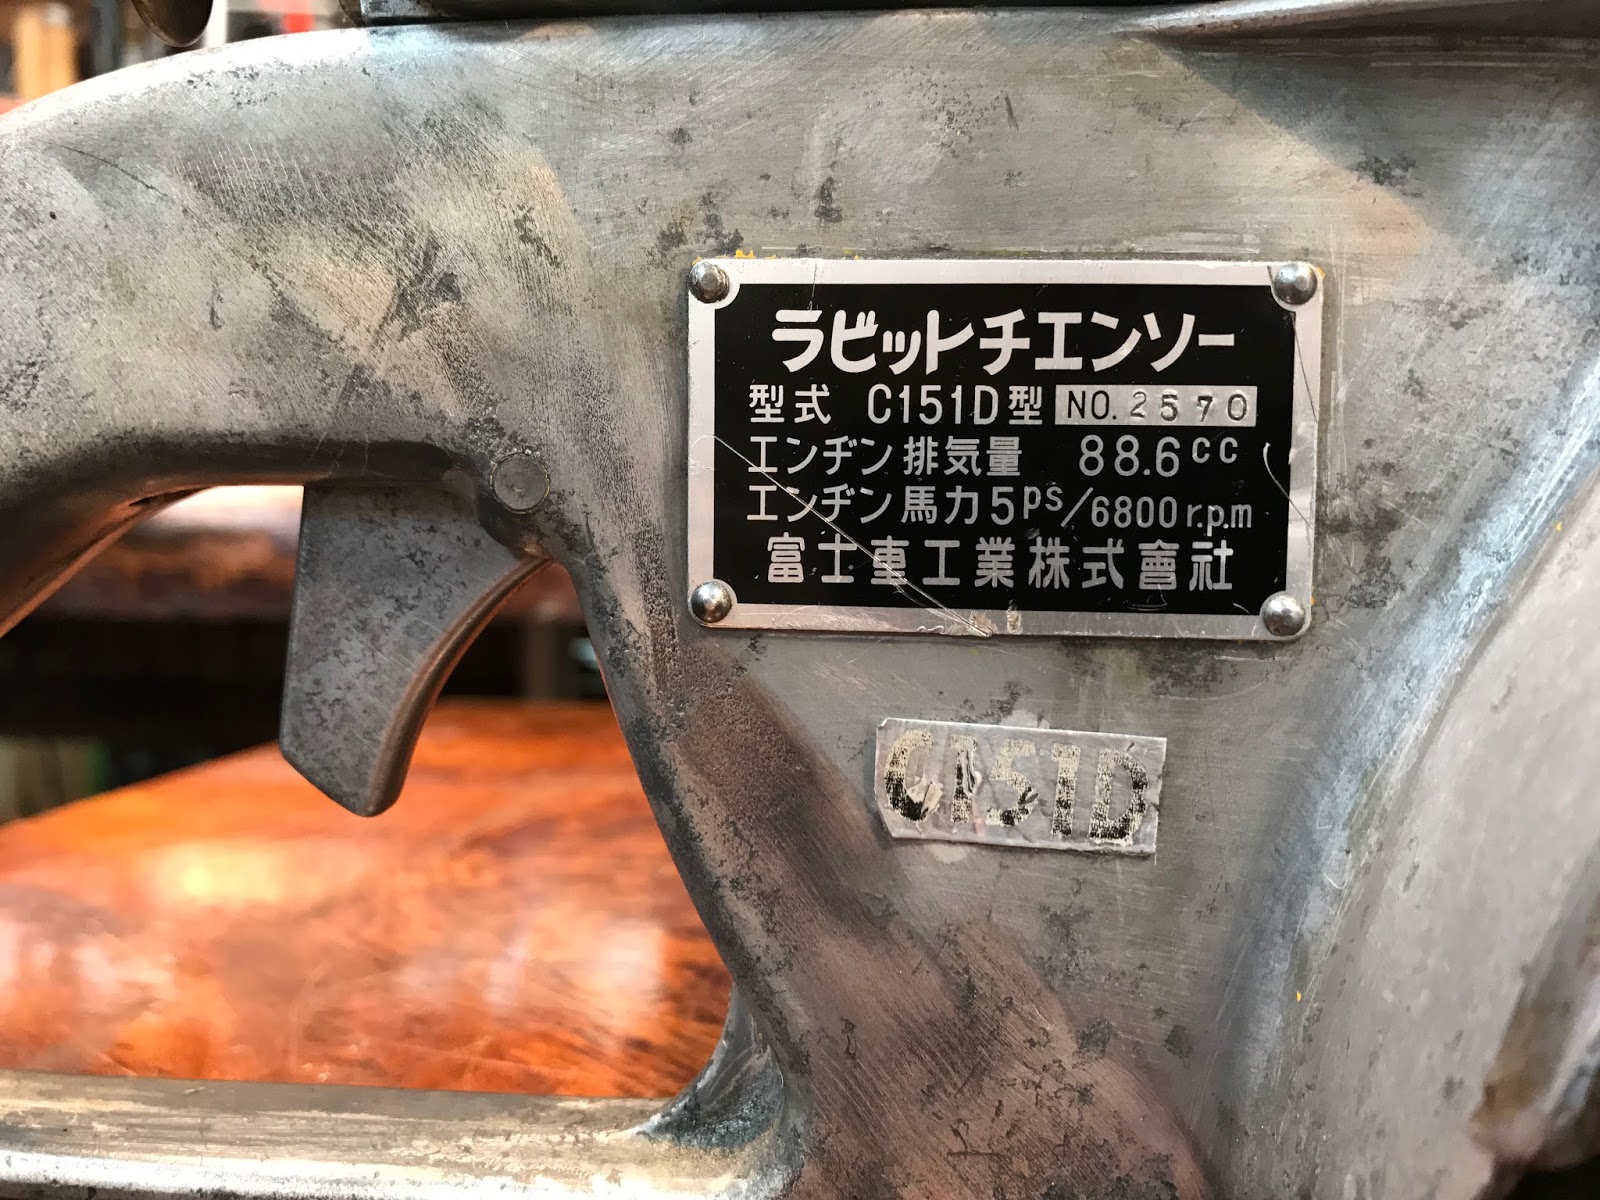 ラビットチエンソー
型式 C151D型 NO. 2570
エンヂン排気量 88.6cc
エンヂン馬力5ps/6800r.p.m
富士重工業株式會社
C151D